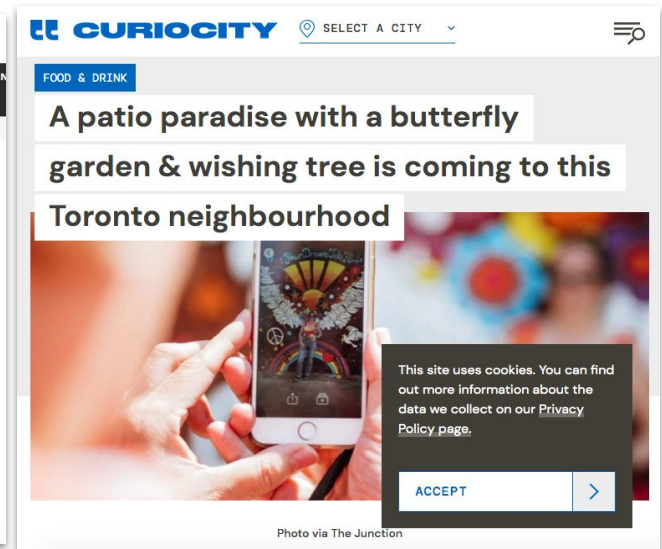 CURIOCITY
SELECT A CITY
FOOD & DRINK
A patio paradise with a butterfly
garden & wishing tree is coming to this
Toronto neighbourhood
This site uses cookies. You can find
out more information about the
data we collect on our Privacy
Policy page.
ACCEPT
Photo via The Junction